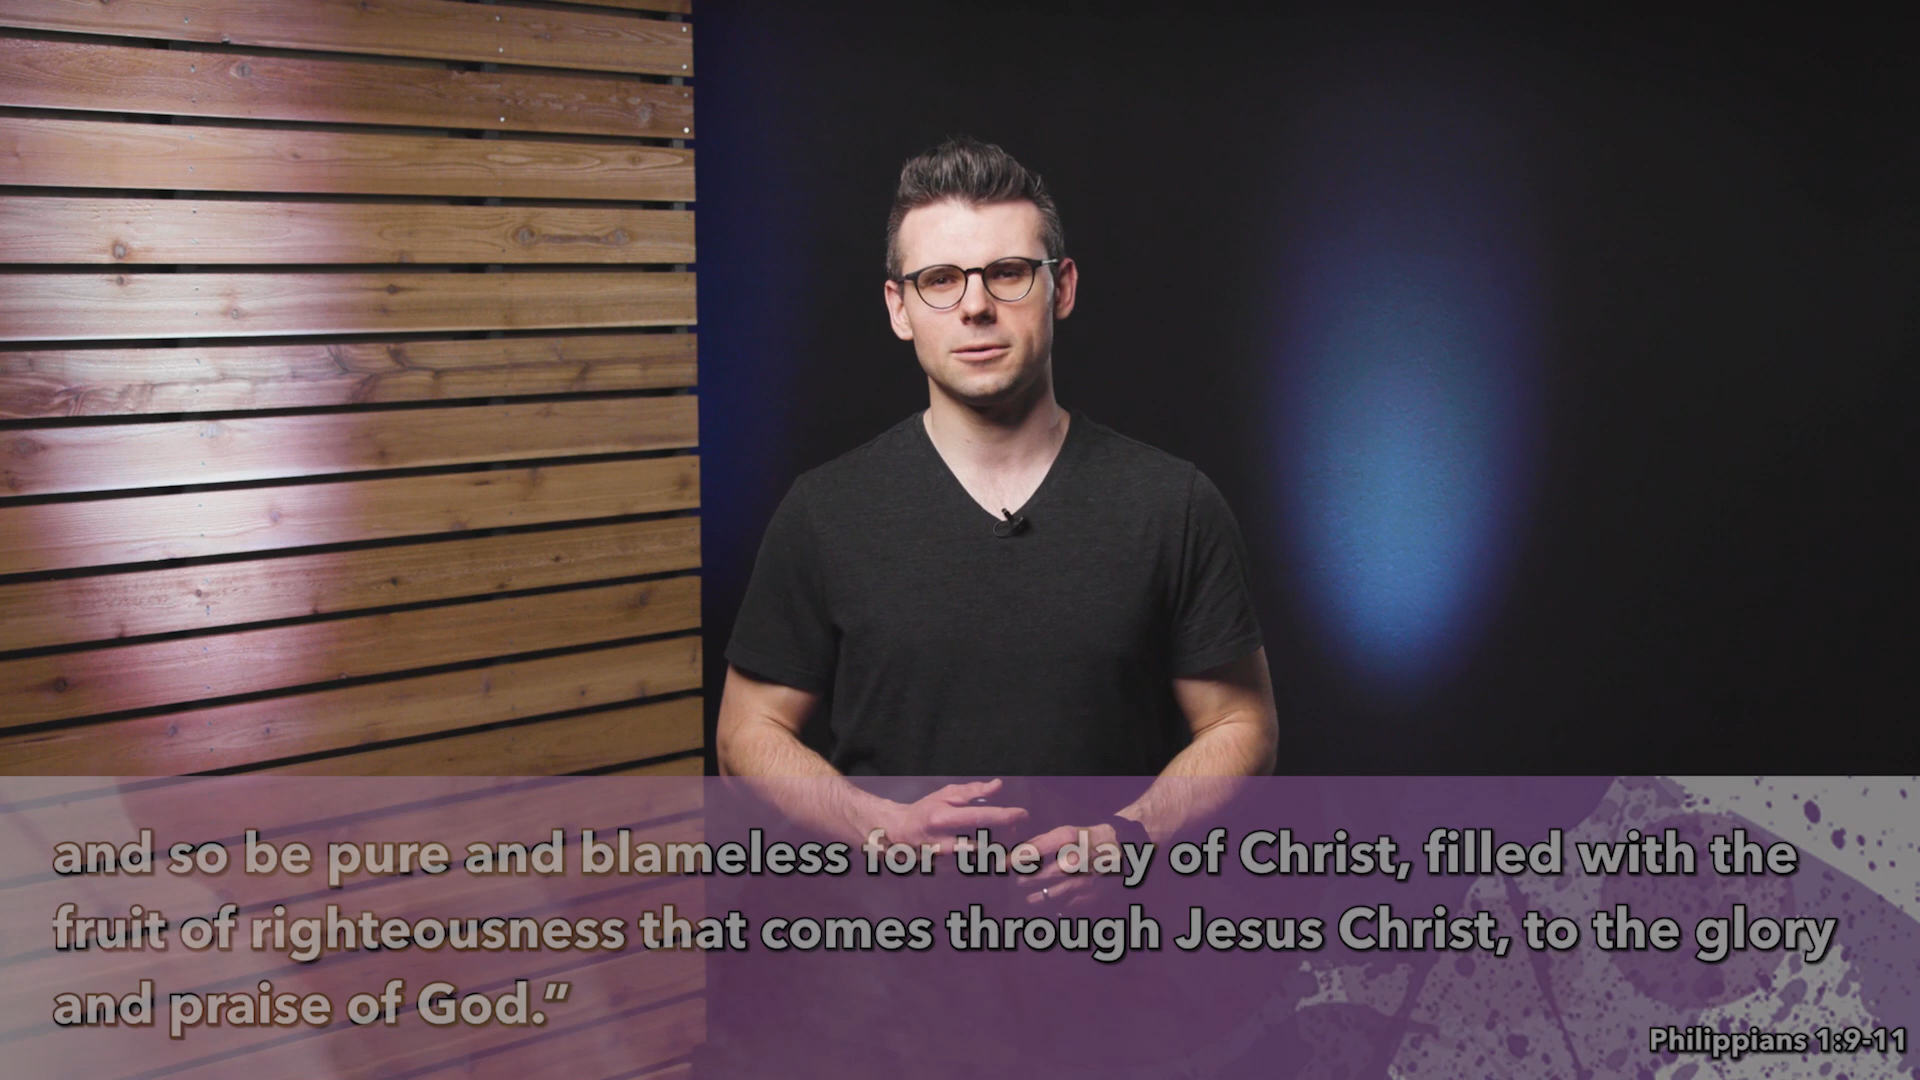 and so be pure and blameless for the day of Christ, filled with the
fruit of righteousness that comes through Jesus Christ, to the glory
and praise of God.”
Philippians 1:9-11